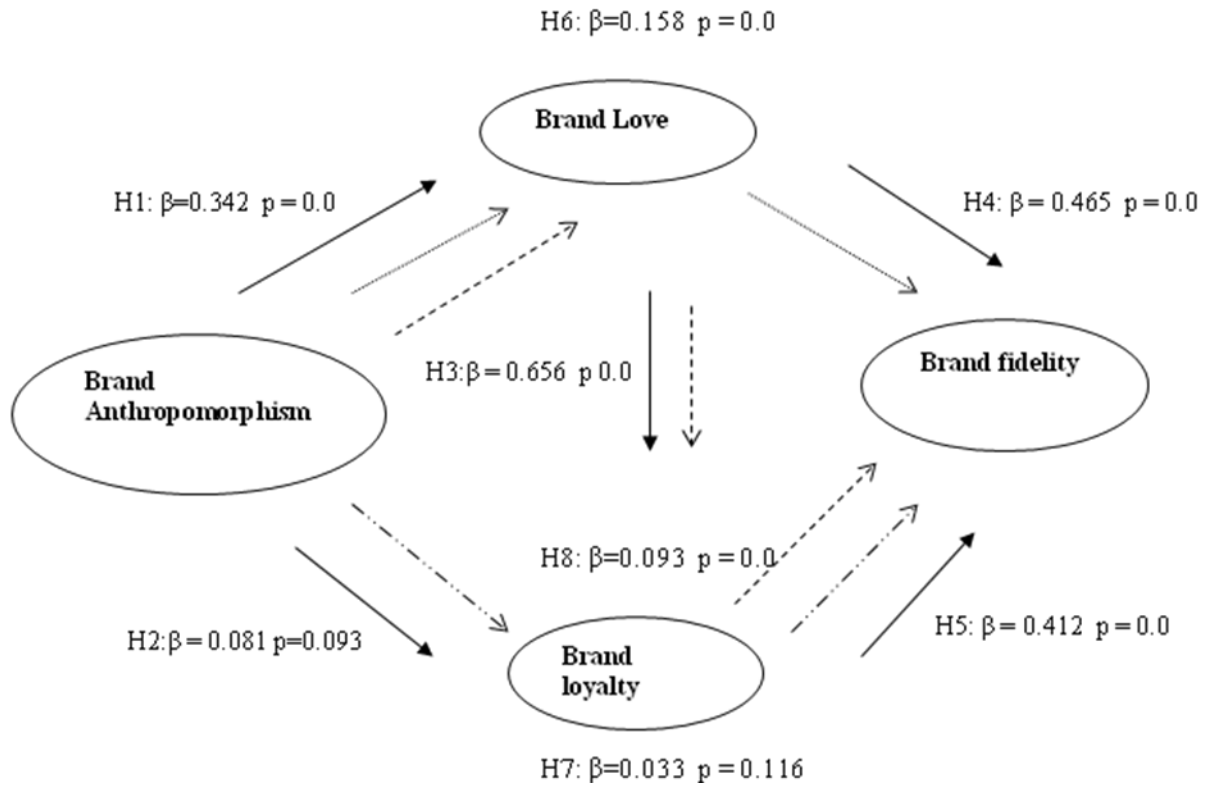 H6: β=0.158 p = 0.0
Brand Love
H1: β=0.342 p = 0.0
H4: β = 0.465 p = 0.0
Brand
Anthropomorphism
H3:β = 0.656 p 0.0
Brand fidelity
H8: β=0.093 p = 0.0
H2:β = 0.081 p=0.093
Brand
loyalty
H5: β = 0.412 p = 0.0
H7: β=0.033 p = 0.116